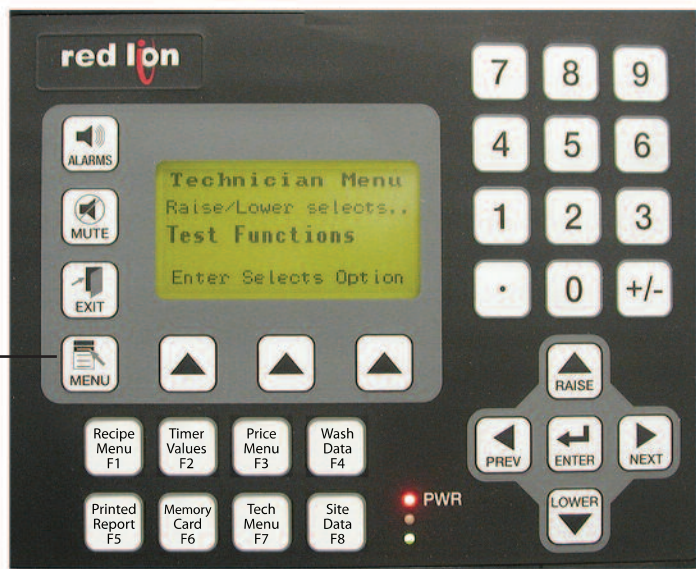 red lion
ALARMS
MUTE
EXIT
MENU
Technician Menu
Raise/Lower selects..
Test Functions
Enter Selects Option
7 8 9
4 5 6
1 2 3
. 0 +/-
RAISE
PREV
ENTER
NEXT
LOWER
Recipe
Menu
F1
Timer
Values
F2
Price
Menu
F3
Wash
Data
F4
Printed
Report
F5
Memory
Card
F6
Tech
Menu
F7
Site
Data
F8
PWR